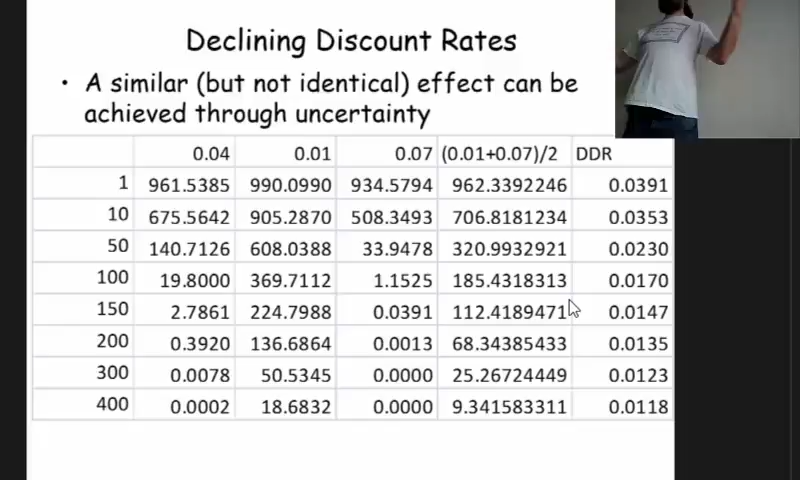 Declining Discount Rates
• A similar (but not identical) effect can be
achieved through uncertainty
0.04 0.01 0.07 (0.01+0.07)/2 DDR
1 961.5385 990.0990 934.5794 962.3392246 0.0391
10 675.5642 905.2870 508.3493 706.8181234 0.0353
50 140.7126 608.0388 33.9478 320.9932921 0.0230
100 19.8000 369.7112 1.1525 185.4318313 0.0170
150 2.7861 224.7988 0.0391 112.4189471 0.0147
200 0.3920 136.6864 0.0013 68.34385433 0.0135
300 0.0078 50.5345 0.0000 25.26724449 0.0123
400 0.0002 18.6832 0.0000 9.341583311 0.0118